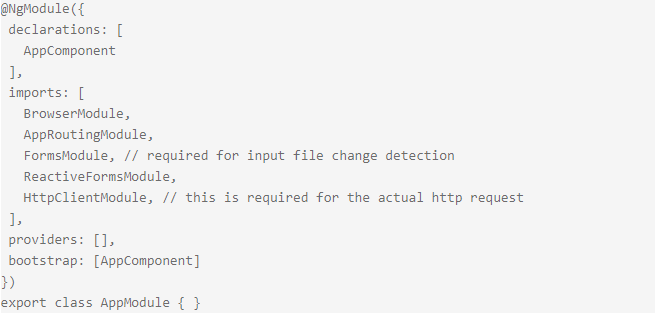 @NgModule({
declarations: [
AppComponent
],
imports: [
BrowserModule,
AppRoutingModule,
FormsModule, // required for input file change detection
ReactiveFormsModule,
HttpClientModule, // this is required for the actual http request
],
providers: [],
bootstrap: [AppComponent]
})
export class AppModule { }